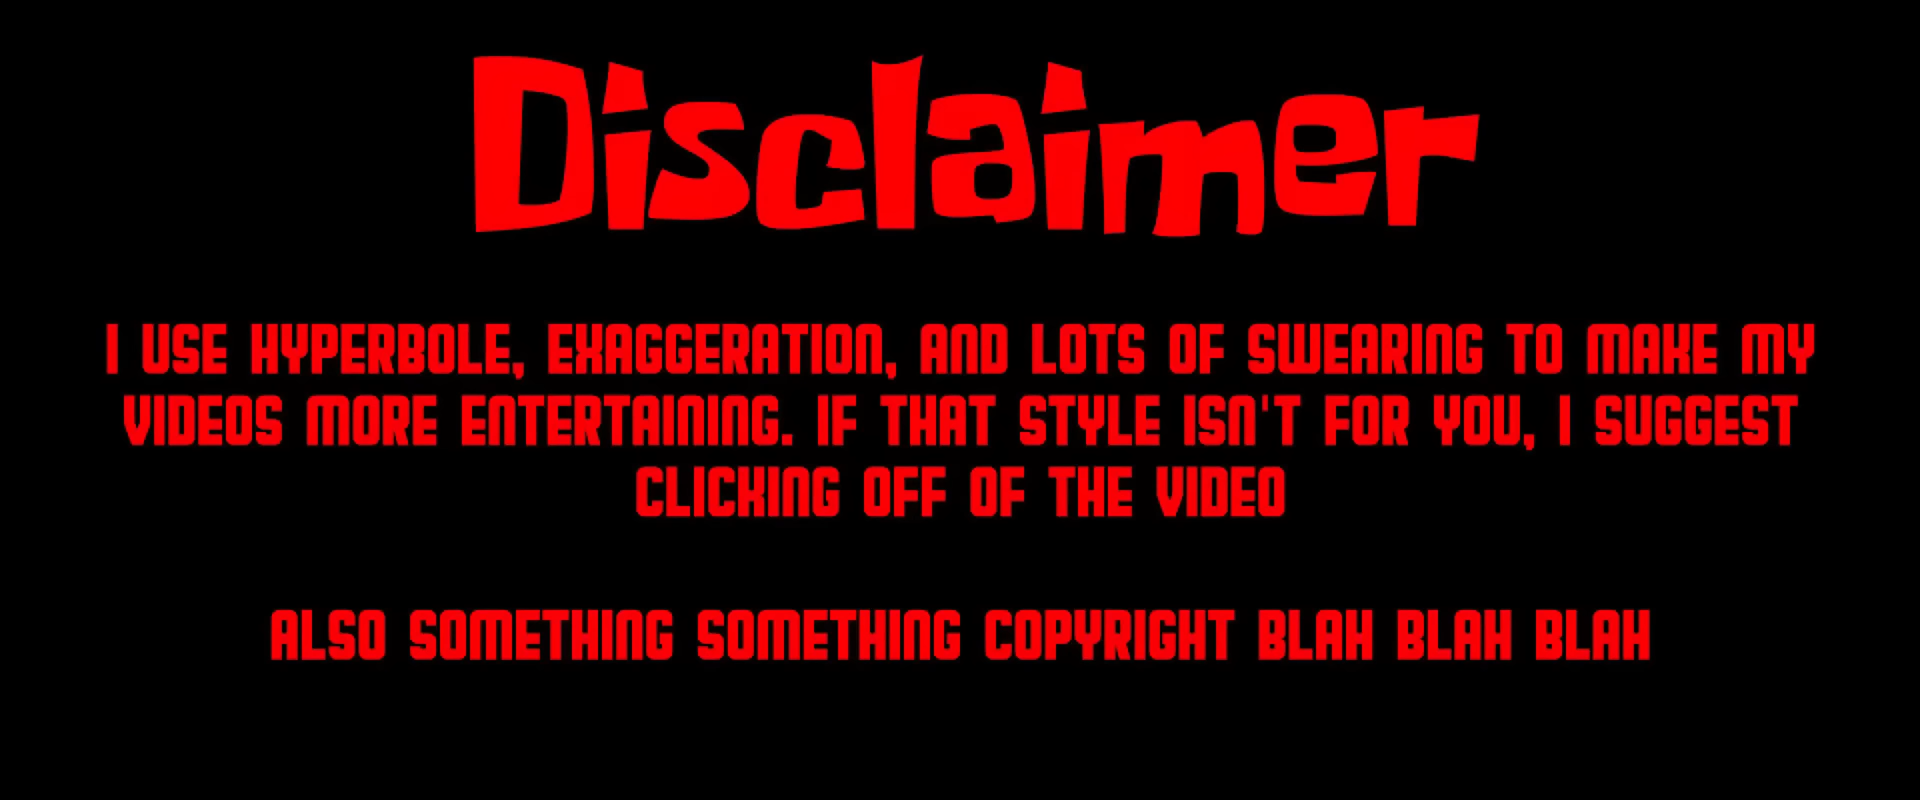 Disclaimer
I USE HYPERBOLE, EXAGGERATION, AND LOTS OF SWEARING TO MAKE MY
VIDEOS MORE ENTERTAINING. IF THAT STYLE ISN'T FOR YOU, I SUGGEST
CLICKING OFF OF THE VIDEO
ALSO SOMETHING SOMETHING COPYRIGHT BLAH BLAH BLAH